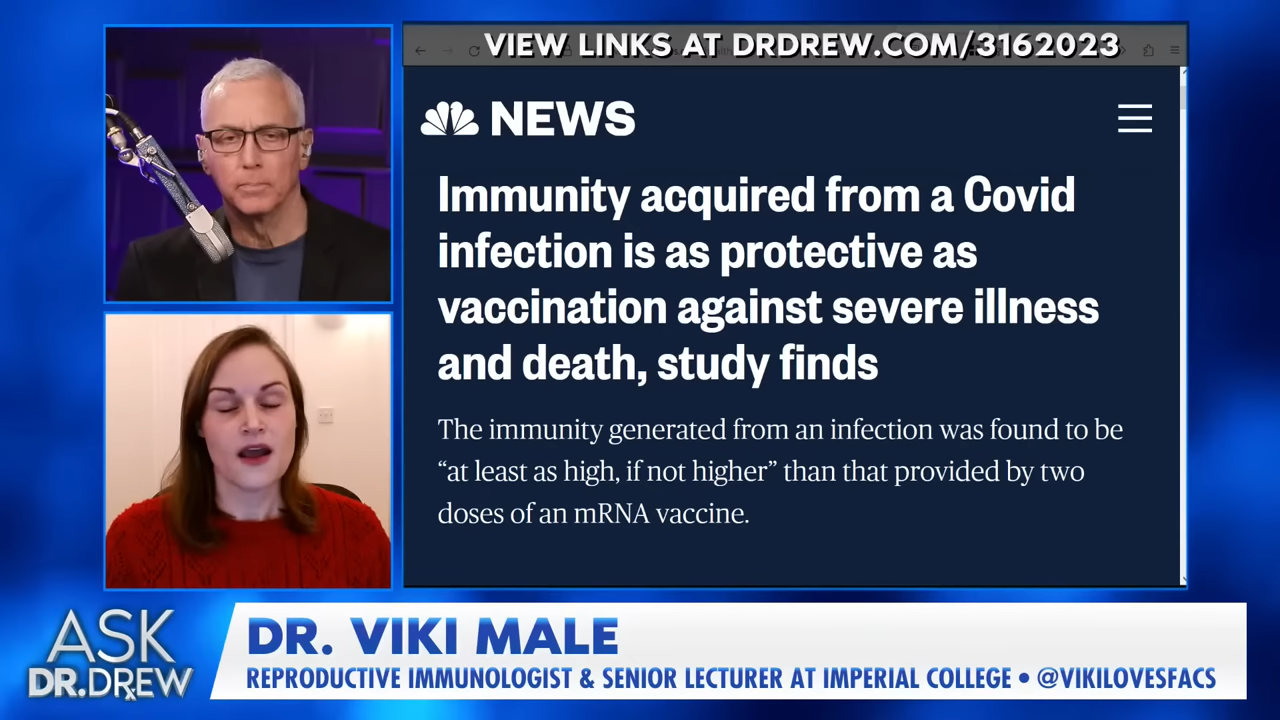 VIEW LINKS AT DRDREW.COM/3162023
NEWS
Immunity acquired from a Covid
infection is as protective as
vaccination against severe illness
and death, study finds
The immunity generated from an infection was found to be
“at least as high, if not higher” than that provided by two
doses of an mRNA vaccine.
ASK
DR.DREW
DR. VIKI MALE
REPRODUCTIVE IMMUNOLOGIST & SENIOR LECTURER AT IMPERIAL COLLEGE • @VIKILOVESFACS